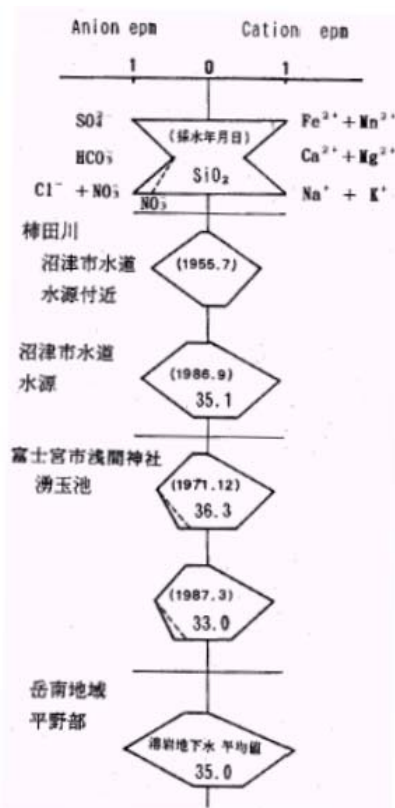 Anion epm Cation epm
1 0 1
SO₄²⁻ (採水年月日) Fe²⁺+Mn²⁺
HCO₃⁻ SiO₂ Ca²⁺+Mg²⁺
Cl⁻ + NO₃⁻ NO₃⁻ Na⁺ + K⁺
柿田川
沼津市水道 (1955.7)
水源付近
沼津市水道
水源 (1986.9)
35.1
富士宮市浅間神社
湧玉池 (1971.12)
36.3
(1987.3)
33.0
岳南地域
平野部
溶岩地下水 平均値
35.0